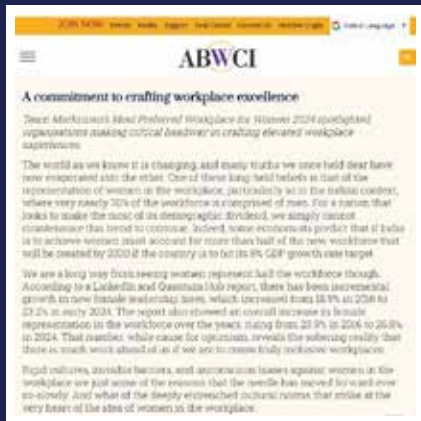 JOIN NOW Events Media Support
Select Language
ABWCI
A commitment to crafting workplace excellence
Team Marksmen's Most Preferred Workplace for Women 2024 spotlighted
organisations making critical headway in crafting elevated workplace
experiences
The world as we know it is changing, and many truths we once held dear have
now evaporated into the ether. One of these long held beliefs is that of the
representation of women in the workplace, particularly so in the Indian context,
where very nearly 70% of the workforce is comprised of men. For a nation that
looks to make the most of its demographic dividend, we simply cannot
countenance this trend to continue. Indeed, some economists predict that if India
is to achieve women must account for more than half of the new workforce that
will be created by 2030 if the country is to hit its 8% GDP growth rate target.
We are a long way from seeing women represent half the workforce though.
According to a LinkedIn and Quantum Hub report, there has been incremental
growth in new female leadership hires, which increased from 18.8% in 2016 to
23.2% in early 2024. The report also showed an overall increase in female
representation in the workforce over the years, rising from 23.9% in 2016 to 26.8%
in 2024. That number, while cause for optimism, reveals the sobering reality that
there is much work ahead of us if we are to create truly inclusive workplaces.
Rigid cultures, invisible barriers, and unconscious biases against women in the
workplace are just some of the reasons that the needle has moved forward ever
so slowly. And what of the deeply entrenched cultural norms that strike at the
very heart of the idea of women in the workplace.